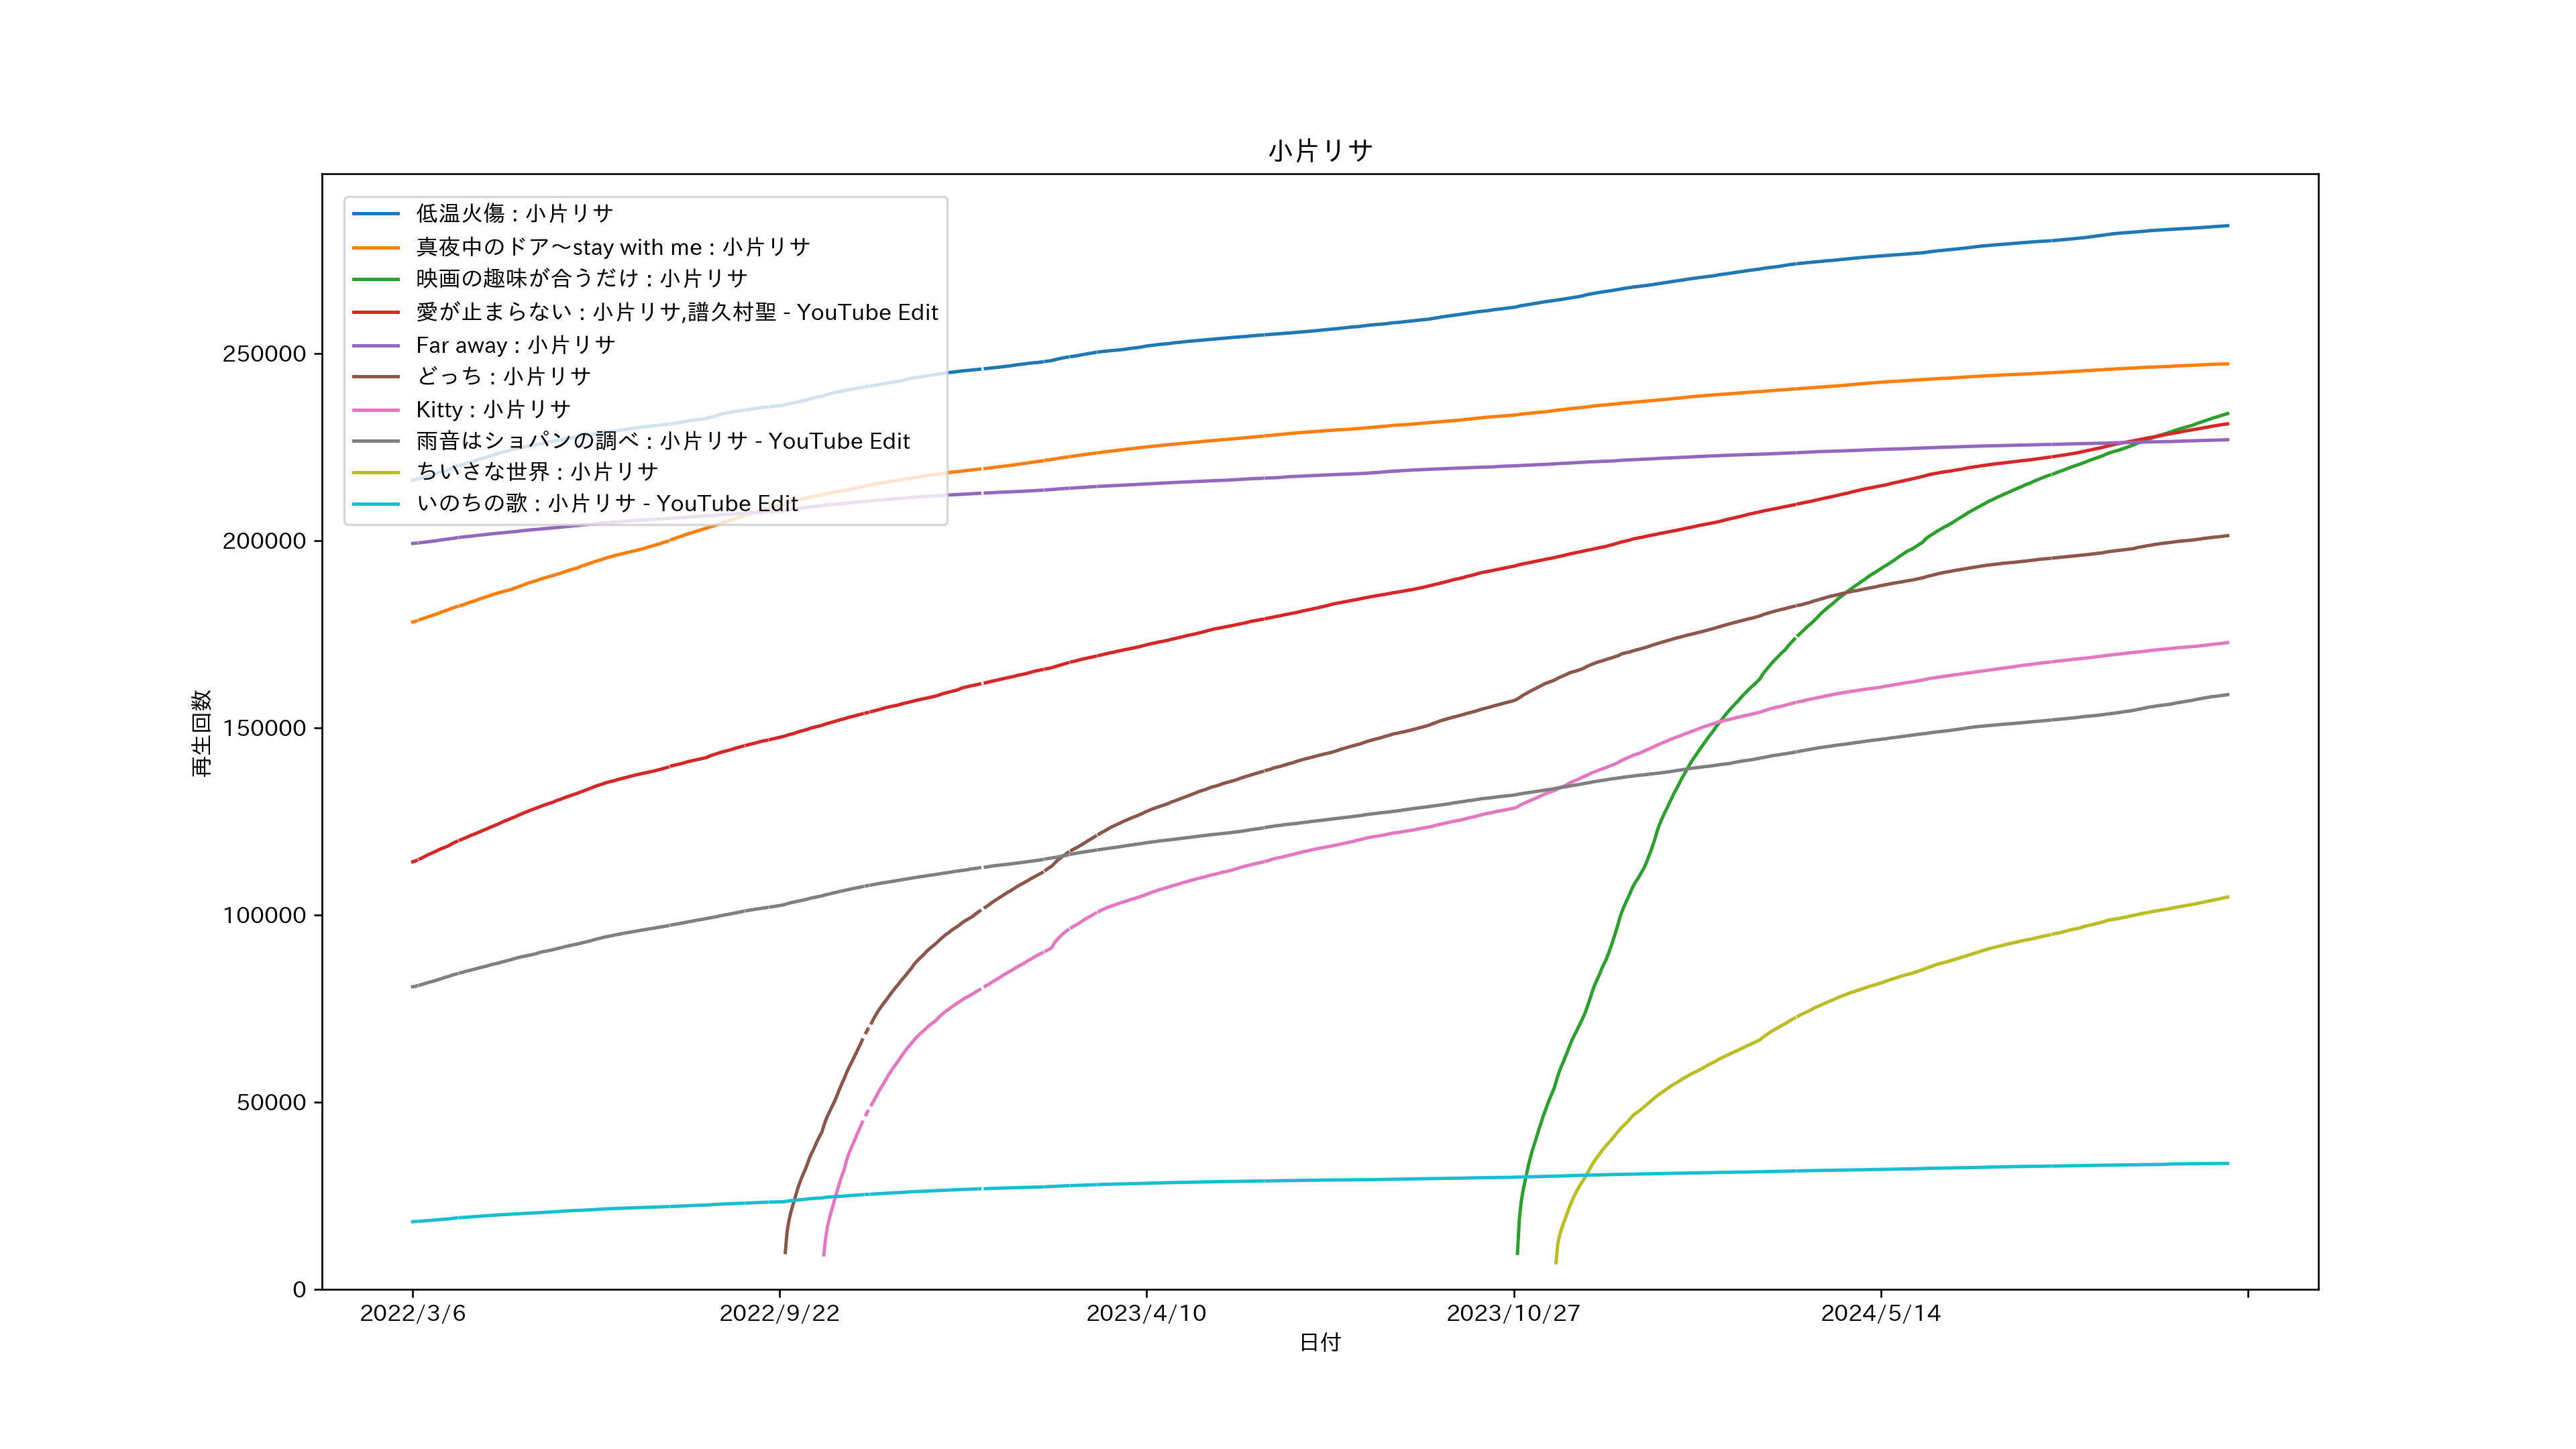 小片リサ
低温火傷 : 小片リサ
真夜中のドア〜stay with me : 小片リサ
映画の趣味が合うだけ : 小片リサ
愛が止まらない : 小片リサ,譜久村聖 - YouTube Edit
Far away : 小片リサ
どっち : 小片リサ
Kitty : 小片リサ
雨音はショパンの調べ : 小片リサ - YouTube Edit
ちいさな世界 : 小片リサ
いのちの歌 : 小片リサ - YouTube Edit
再生回数
250000
200000
150000
100000
50000
0
2022/3/6
2022/9/22
2023/4/10
2023/10/27
2024/5/14
日付